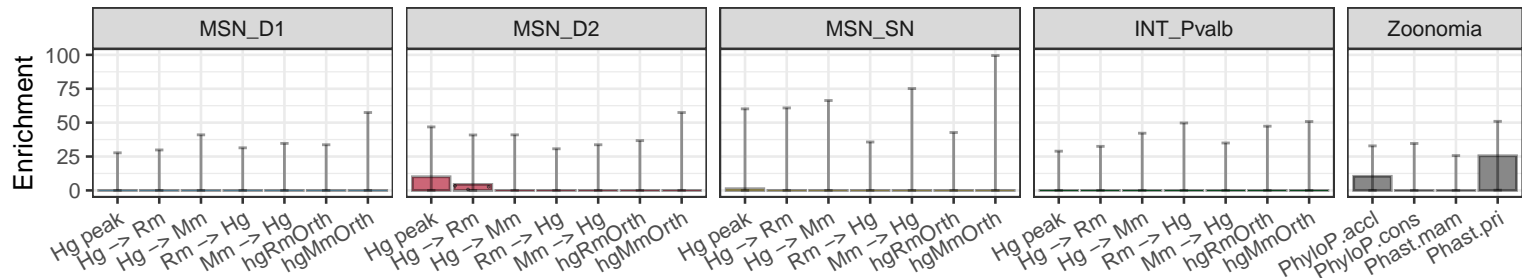 MSN_D1 MSN_D2 MSN_SN INT_Pvalb Zoonomia
Enrichment
100
75
50
25
0
Hg peak Hg −> Rm Hg −> Mm Rm −> Hg Mm −> Hg hgRmOrth hgMmOrth
Hg peak Hg −> Rm Hg −> Mm Rm −> Hg Mm −> Hg hgRmOrth hgMmOrth
Hg peak Hg −> Rm Hg −> Mm Rm −> Hg Mm −> Hg hgRmOrth hgMmOrth
Hg peak Hg −> Rm Hg −> Mm Rm −> Hg Mm −> Hg hgRmOrth hgMmOrth
PhyloP.accl PhyloP.cons Phast.mam Phast.pri